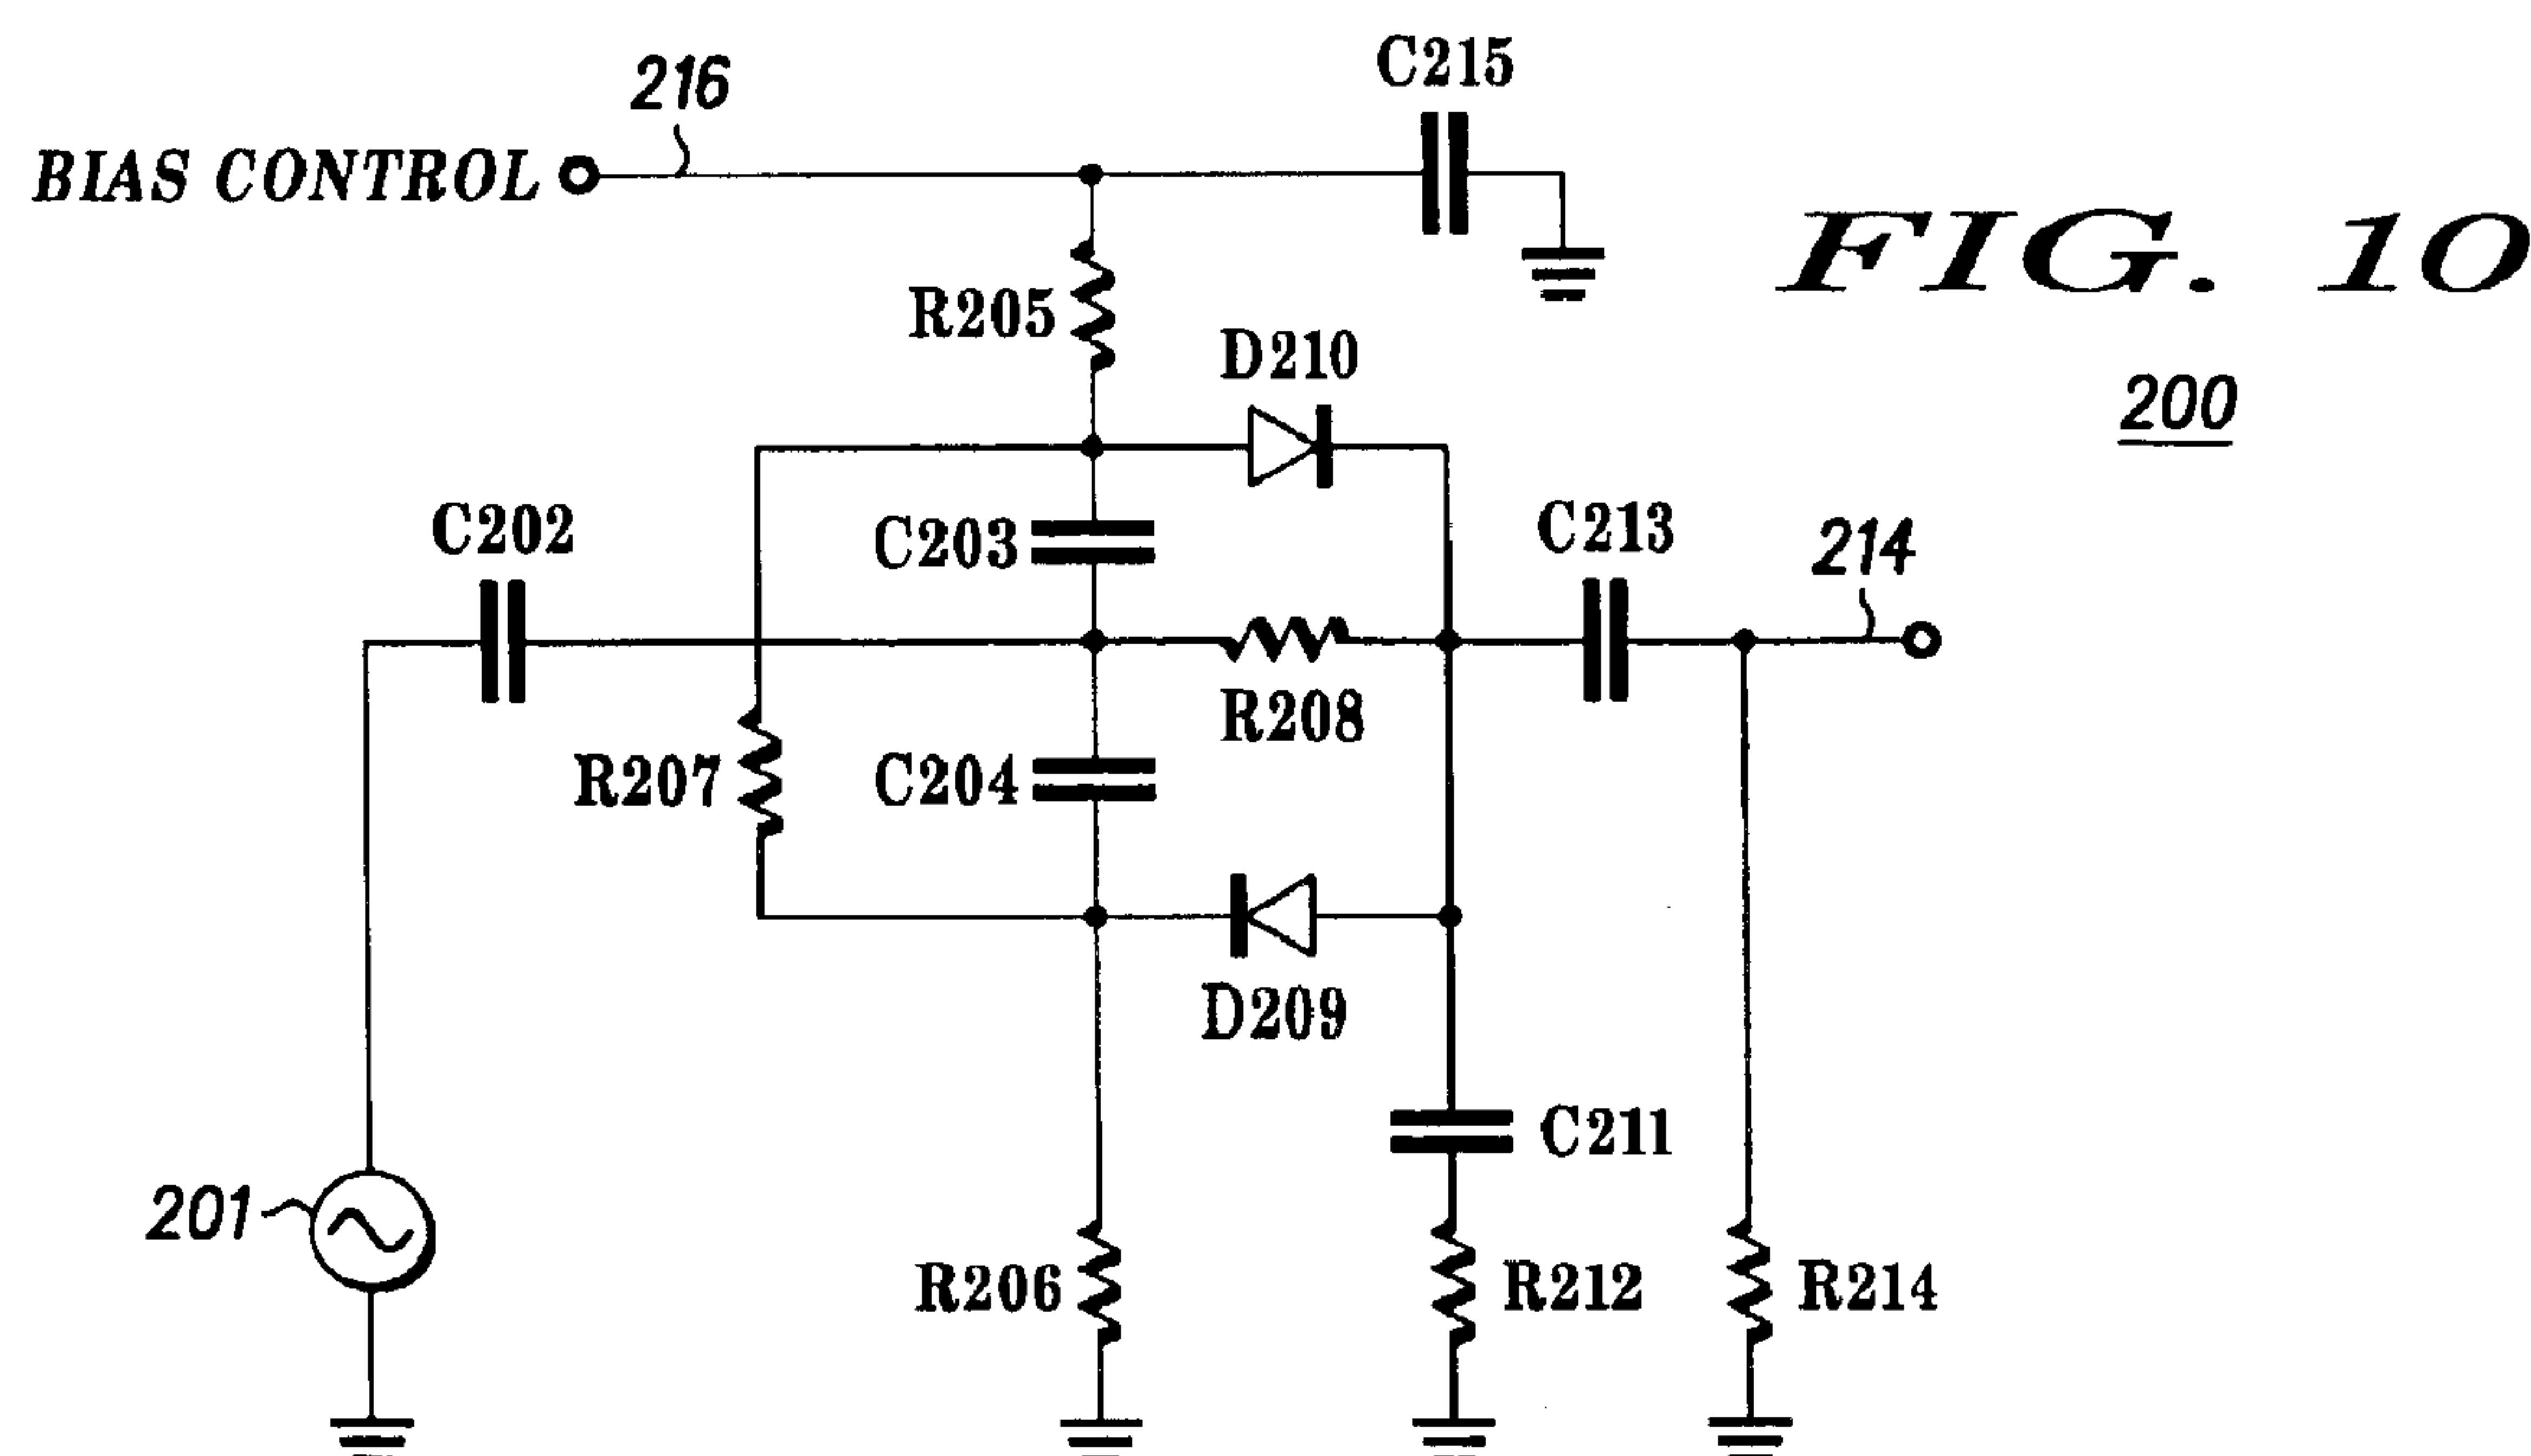 C215
216
BIAS CONTROL
FIG. 10
R205
D210
200
C202
C203
C213
214
R207
C204
R208
D209
C211
201
R206
R212
R214